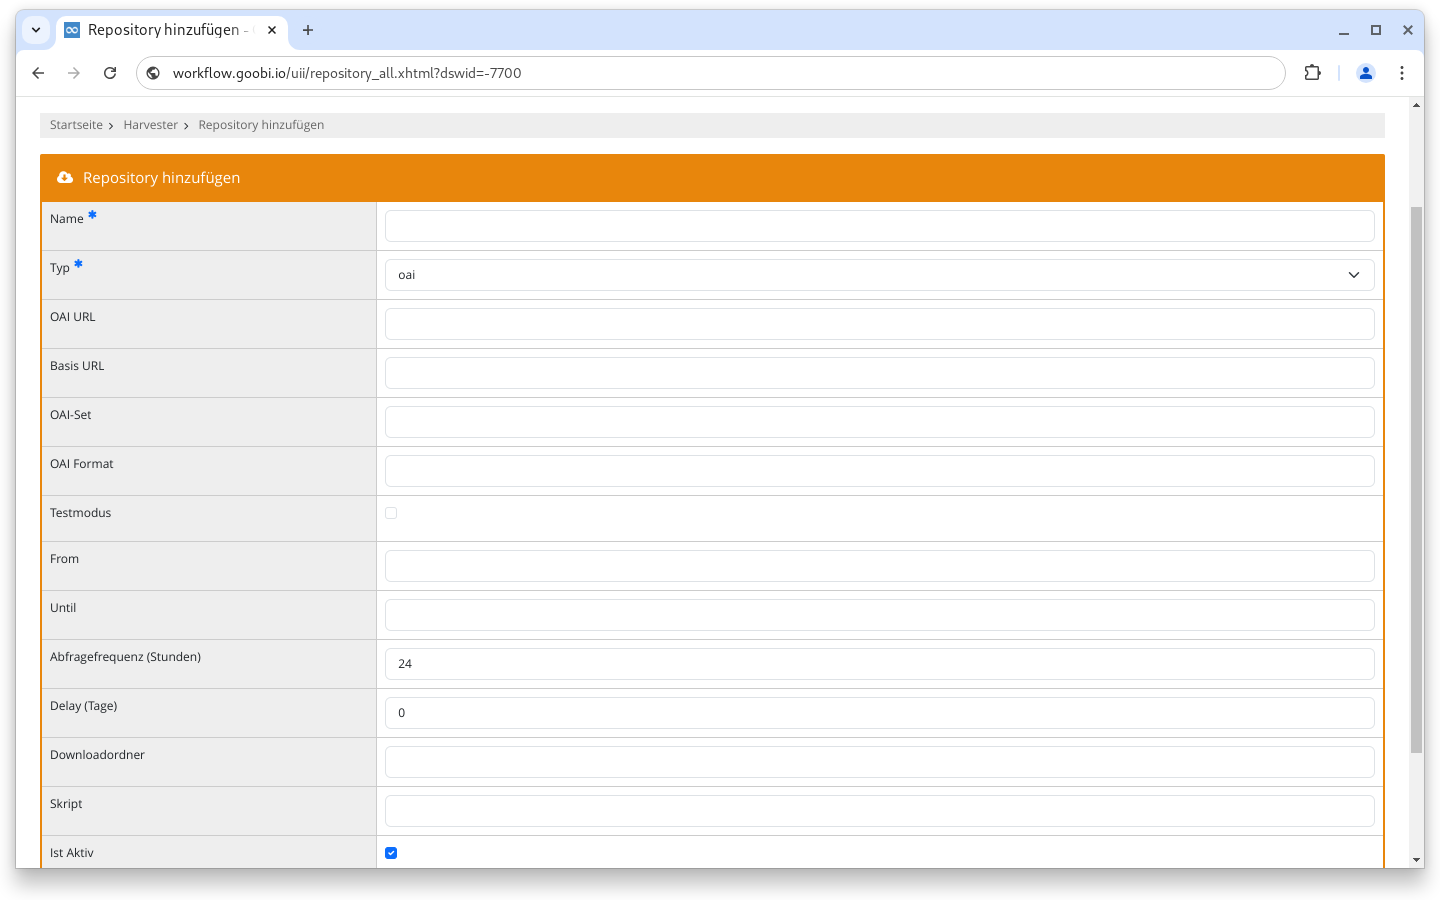 Repository hinzufügen -
workflow.goobi.io/uii/repository_all.xhtml?dswid=-7700
Startseite > Harvester > Repository hinzufügen
Repository hinzufügen
Name *
Typ *
oai
OAI URL
Basis URL
OAI-Set
OAI Format
Testmodus
From
Until
Abfragefrequenz (Stunden)
24
Delay (Tage)
0
Downloadordner
Skript
Ist Aktiv